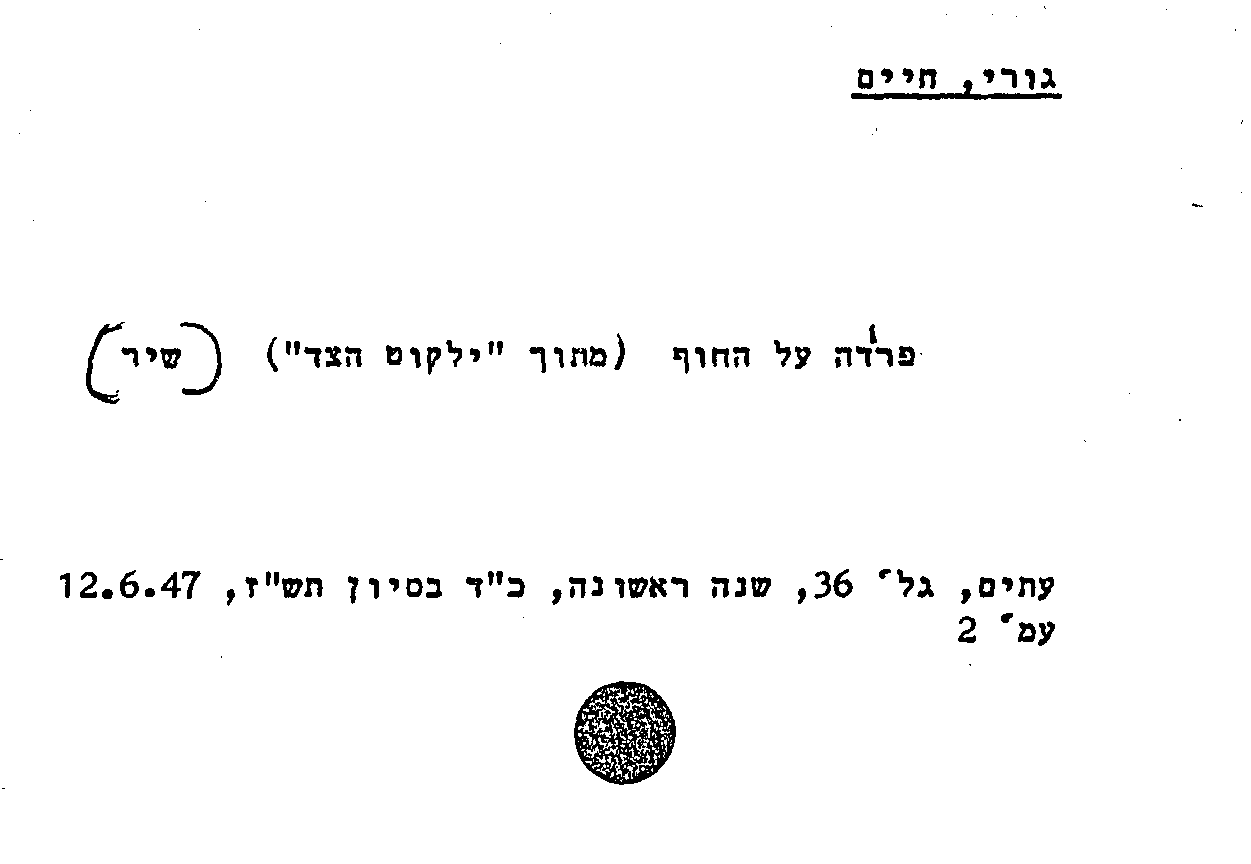 גורי, חיים
פרידה על החוף (מתוך "ילקוט הצד") (שיר)
עתים, גל' 36, שנה ראשונה, כ"ד בסיון תש"ז, 12.6.47
עמ' 2